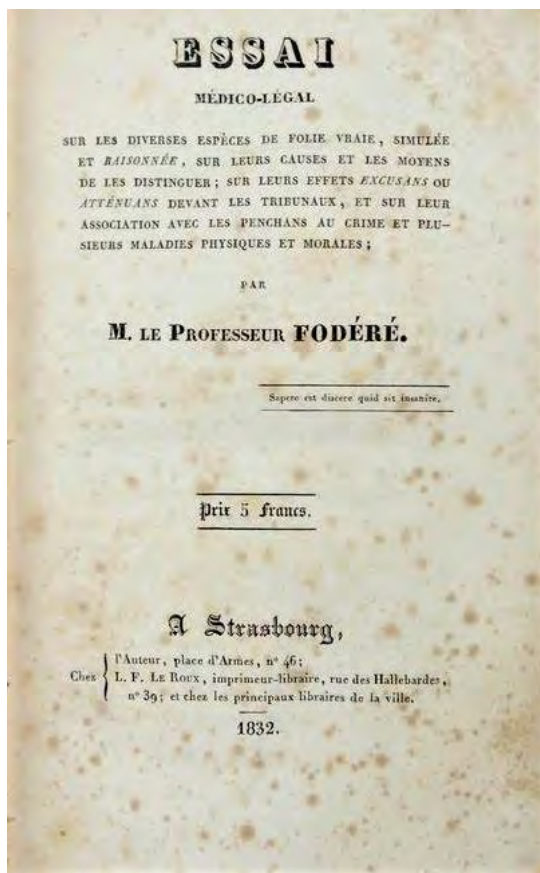 ESSAI
MÉDICO-LÉGAL
SUR LES DIVERSES ESPÈCES DE FOLIE VRAIE, SIMULÉE
ET RAISONNÉE, SUR LEURS CAUSES ET LES MOYENS
DE LES DISTINGUER; SUR LEURS EFFETS EXCUSANS OU
ATTÉNUANS DEVANT LES TRIBUNAUX, ET SUR LEUR
ASSOCIATION AVEC LES PENCHANS AU CRIME ET PLU-
SIEURS MALADIES PHYSIQUES ET MORALES;
PAR
M. LE PROFESSEUR FODÉRÉ.
Sapere est discere quid sit insanire.
Prix 5 francs.
A Strasbourg,
l'Auteur, place d'Armes, n° 46;
Chez L. F. LE ROUX, imprimeur-libraire, rue des Hallebardes,
n° 39; et chez les principaux libraires de la ville.
1832.